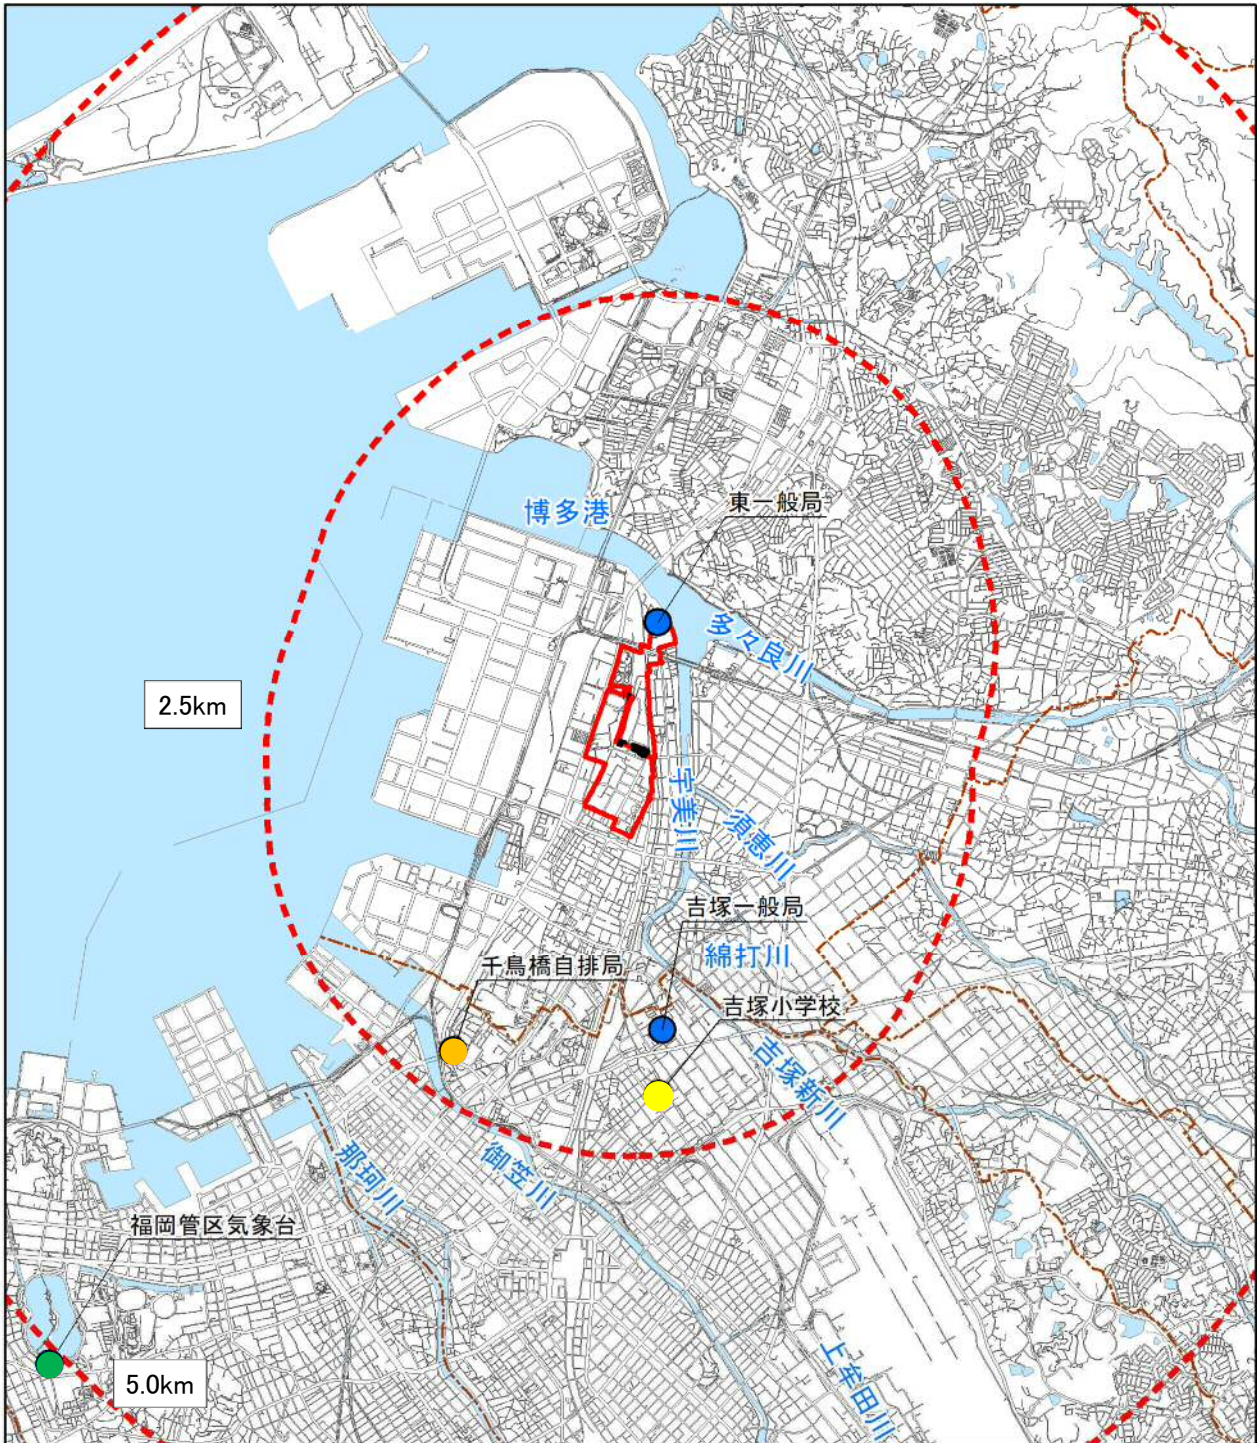 博多港
東一般局
多々良川
2.5km
宇美川
須恵川
吉塚一般局
綿打川
千鳥橋自排局
吉塚小学校
吉塚新川
御笠川
那珂川
福岡管区気象台
上牟田川
5.0km